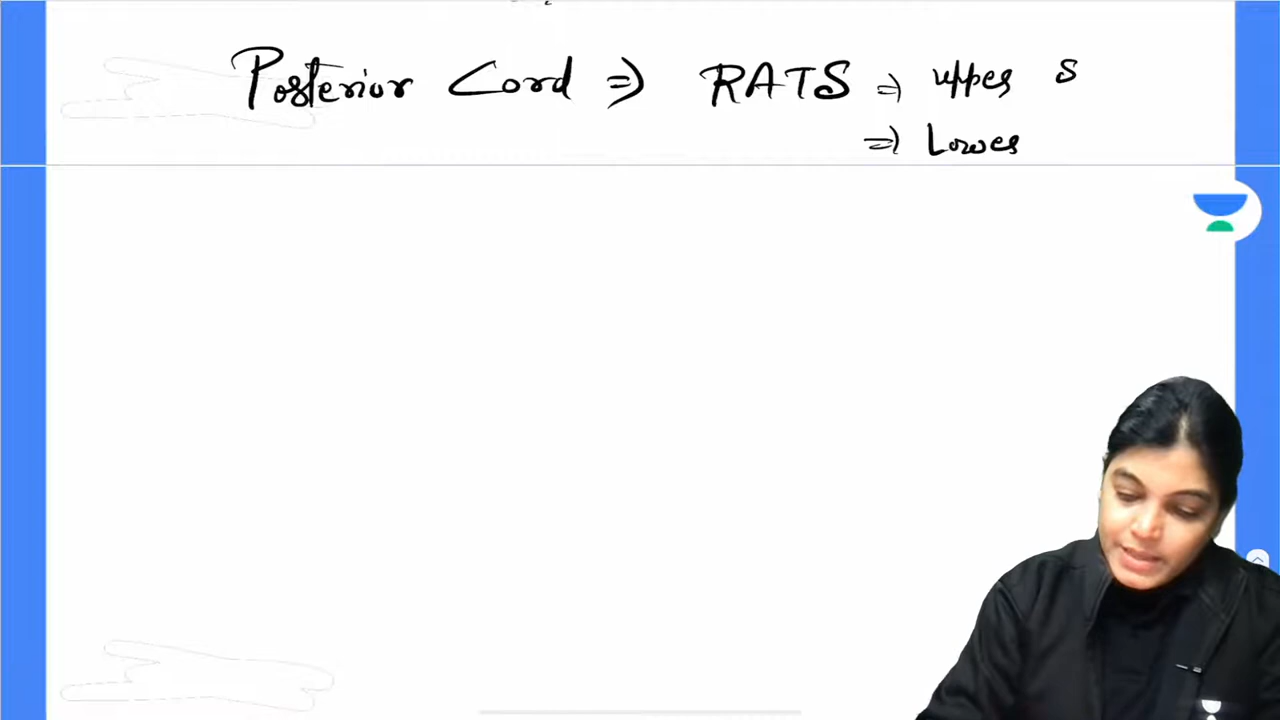 Posterior Cord => RATS => upper S
=> Lower